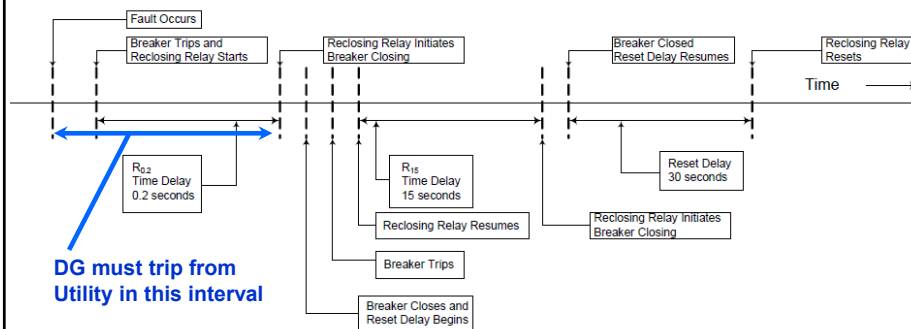 Fault Occurs
Breaker Trips and
Reclosing Relay Starts
Reclosing Relay Initiates
Breaker Closing
Breaker Closed
Reset Delay Resumes
Reclosing Relay
Resets
Time
R0.2
Time Delay
0.2 seconds
R15
Time Delay
15 seconds
Reset Delay
30 seconds
Reclosing Relay Resumes
Reclosing Relay Initiates
Breaker Closing
Breaker Trips
DG must trip from
Utility in this interval
Breaker Closes and
Reset Delay Begins